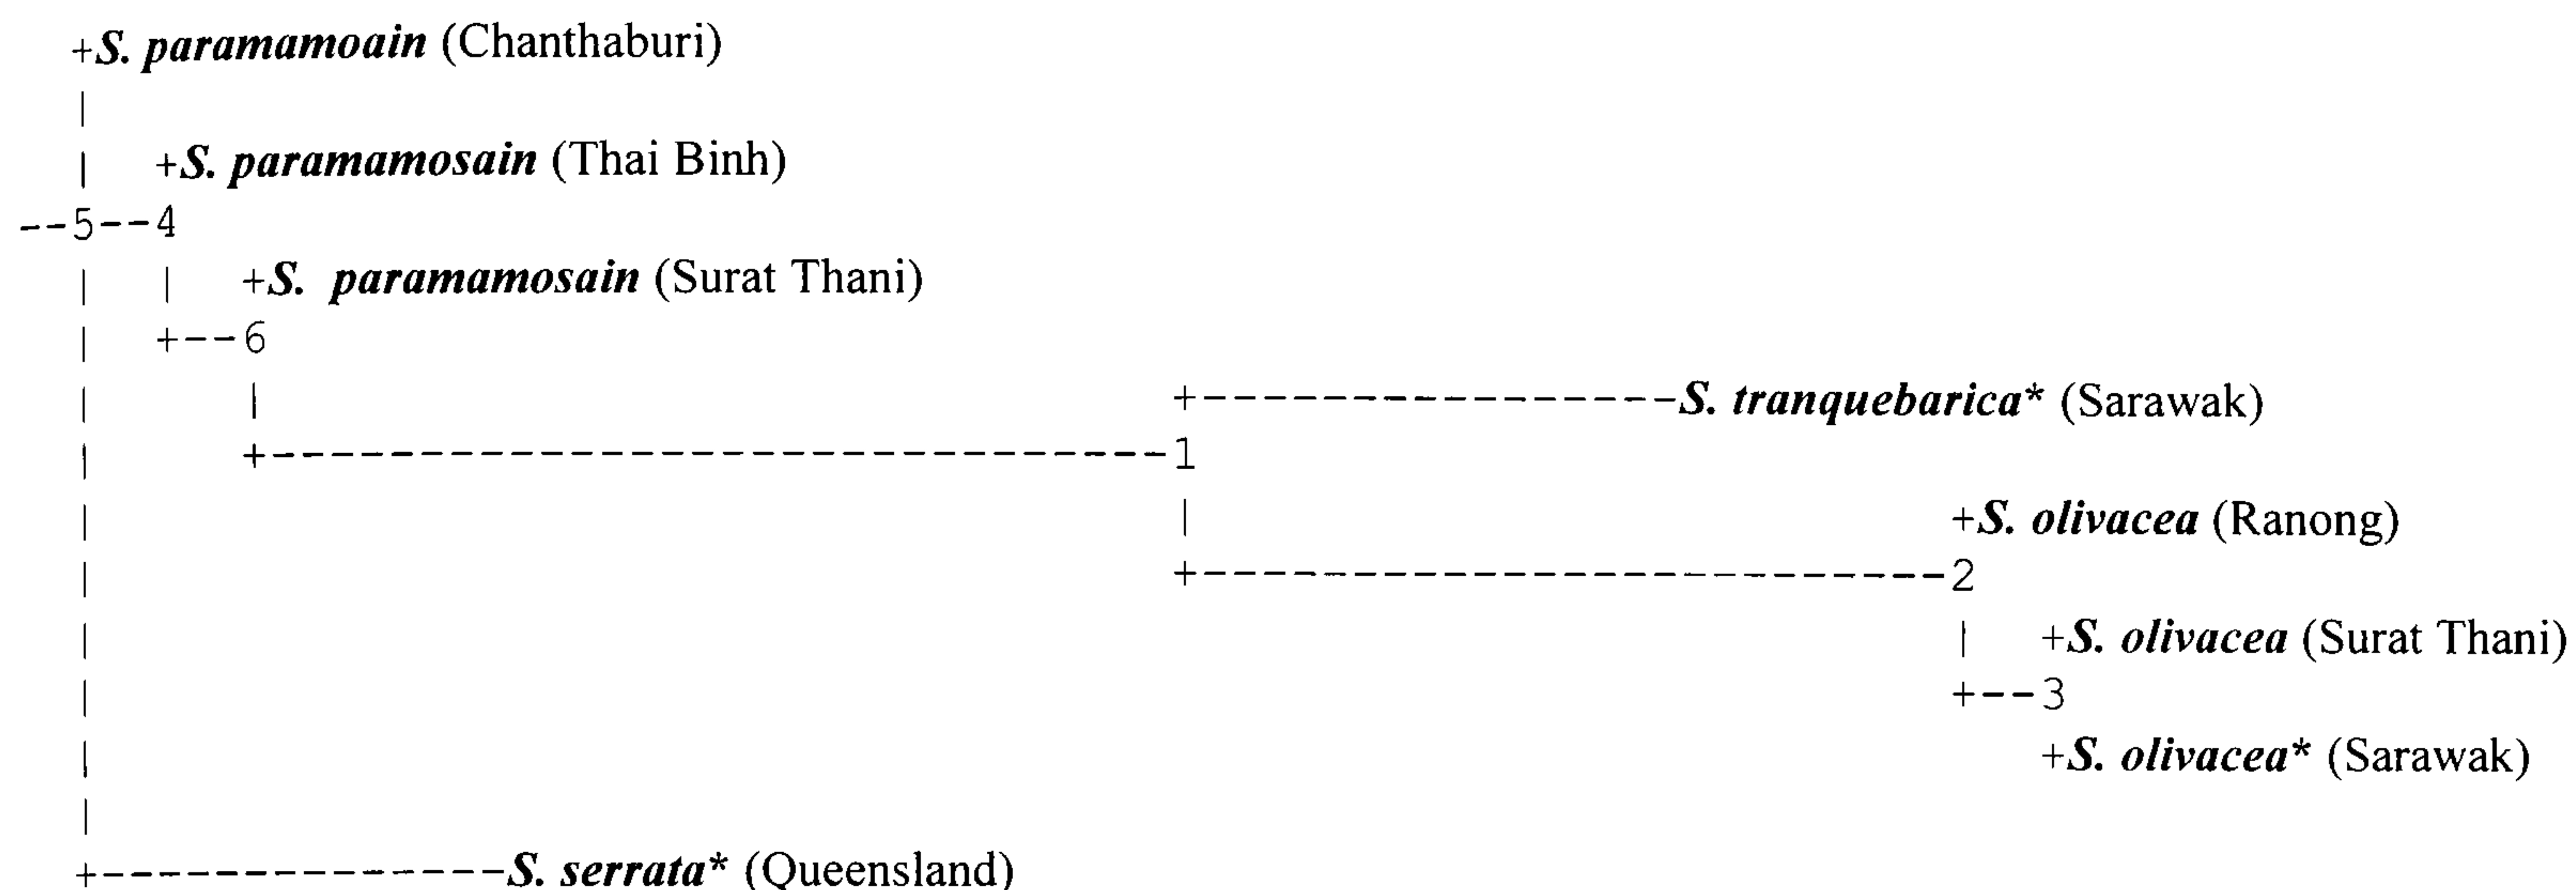 +S. paramamoain (Chanthaburi)
+S. paramamosain (Thai Binh)
--5--4
+S. paramamosain (Surat Thani)
+--6
+-----------------S. tranquebarica* (Sarawak)
+---------------------------------1
+S. olivacea (Ranong)
+---------------------------2
+S. olivacea (Surat Thani)
+--3
+S. olivacea* (Sarawak)
+---------------S. serrata* (Queensland)